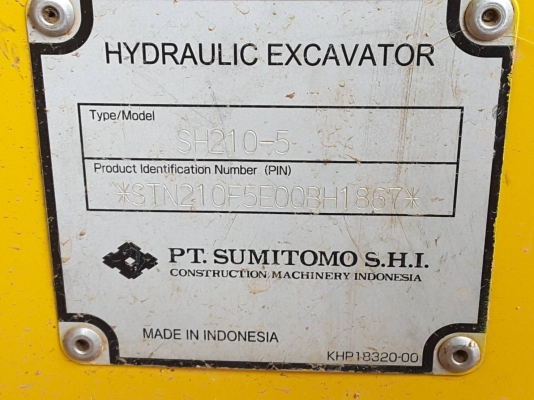 HYDRAULIC EXCAVATOR
Type/Model
SH210-5
Product Identification Number (PIN)
*STN210F5E00BH1867*
PT. SUMITOMO S.H.I.
CONSTRUCTION MACHINERY INDONESIA
MADE IN INDONESIA
KHP18320-00